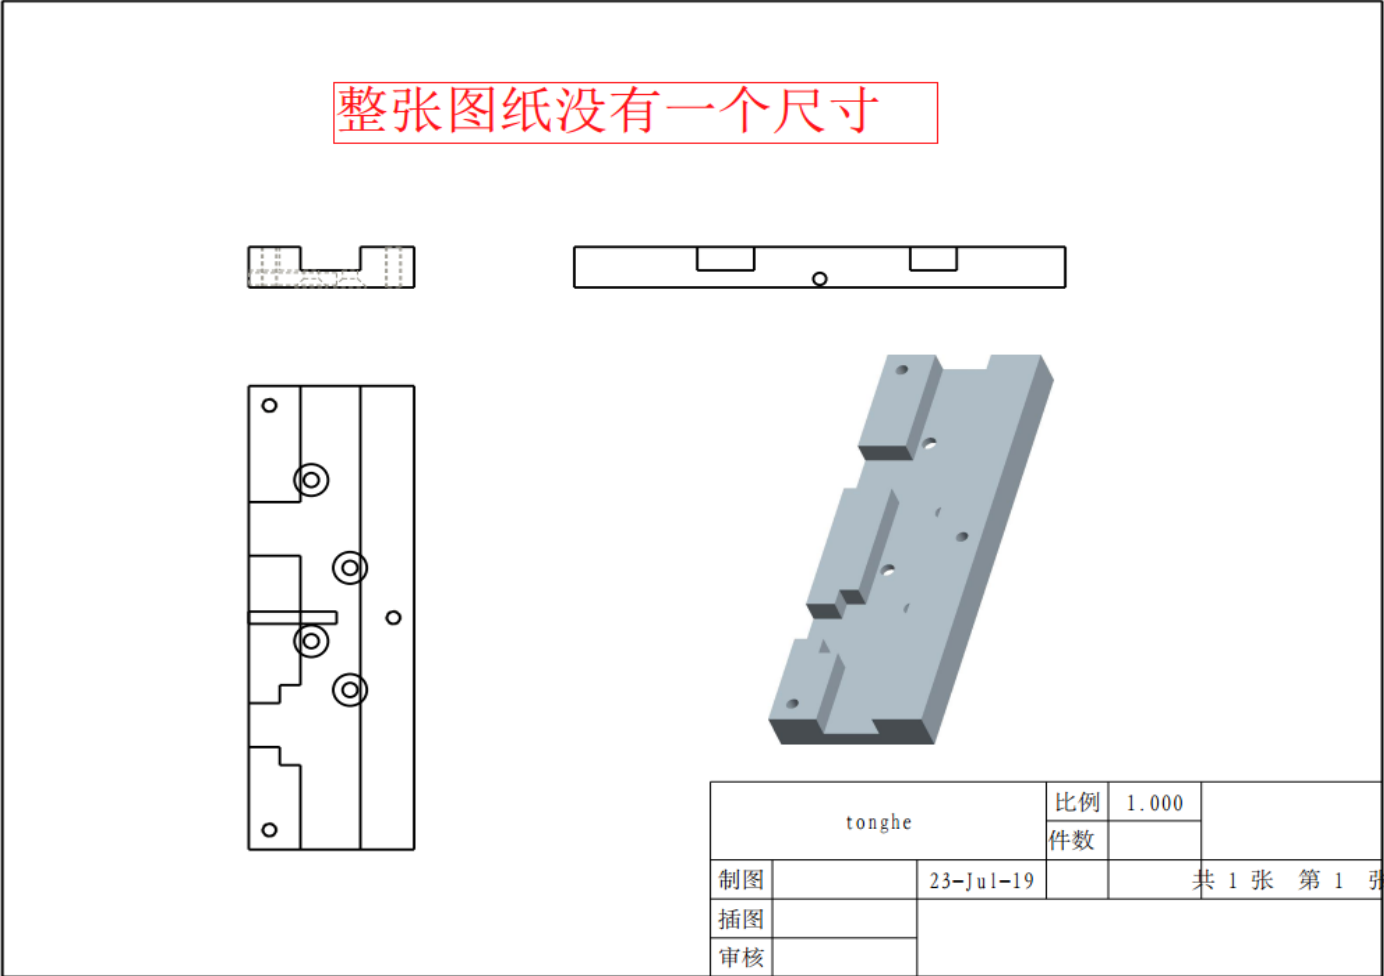 整张图纸没有一个尺寸
tonghe
比例 1.000
件数
制图 23-Jul-19 共 1 张 第 1 张
插图
审核